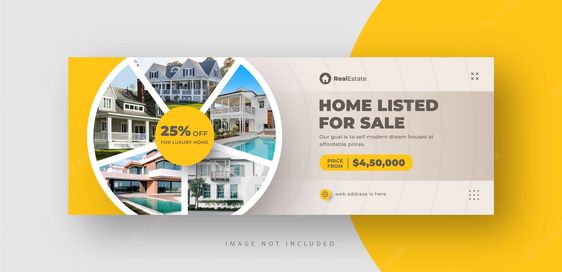 RealEstate
HOME LISTED
FOR SALE
Our goal is to sell modern dream houses at
affordable prices.
PRICE
FROM
$4,50,000
web address is here
25% OFF
FOR LUXURY HOME
IMAGE NOT INCLUDED